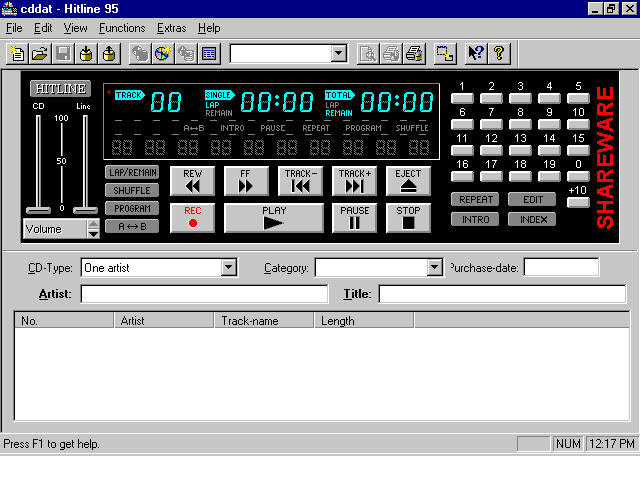 cddat - Hitline 95
File Edit View Functions Extras Help
HITLINE
CD Line
100
50
0
Volume
TRACK 00 SINGLE 00:00 TOTAL 00:00
LAP LAP
REMAIN REMAIN
A↔B INTRO PAUSE REPEAT PROGRAM SHUFFLE
LAP/REMAIN
SHUFFLE
PROGRAM
A↔B
REW FF TRACK- TRACK+ EJECT
REC PLAY PAUSE STOP
1 2 3 4 5
6 7 8 9 10
11 12 13 14 15
16 17 18 19 0
+10
REPEAT EDIT
INTRO INDEX
SHAREWARE
CD-Type: One artist Category: Purchase-date:
Artist: Title:
No. Artist Track-name Length
Press F1 to get help. NUM 12:17 PM